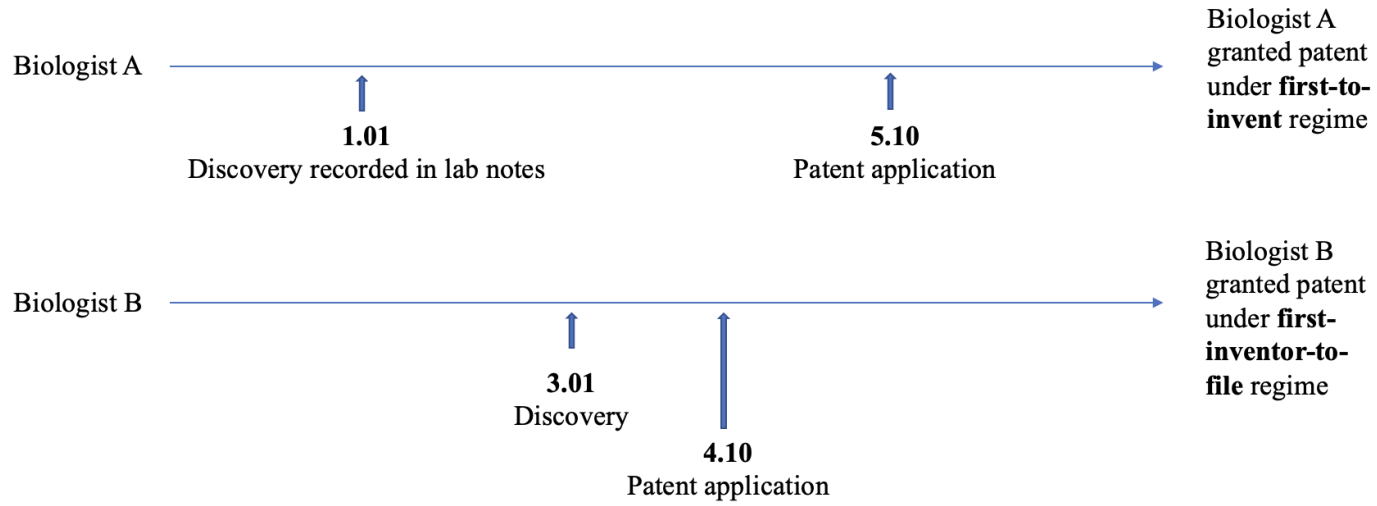 Biologist A
1.01
Discovery recorded in lab notes
5.10
Patent application
Biologist A
granted patent
under first-to-
invent regime
Biologist B
3.01
Discovery
4.10
Patent application
Biologist B
granted patent
under first-
inventor-to-
file regime